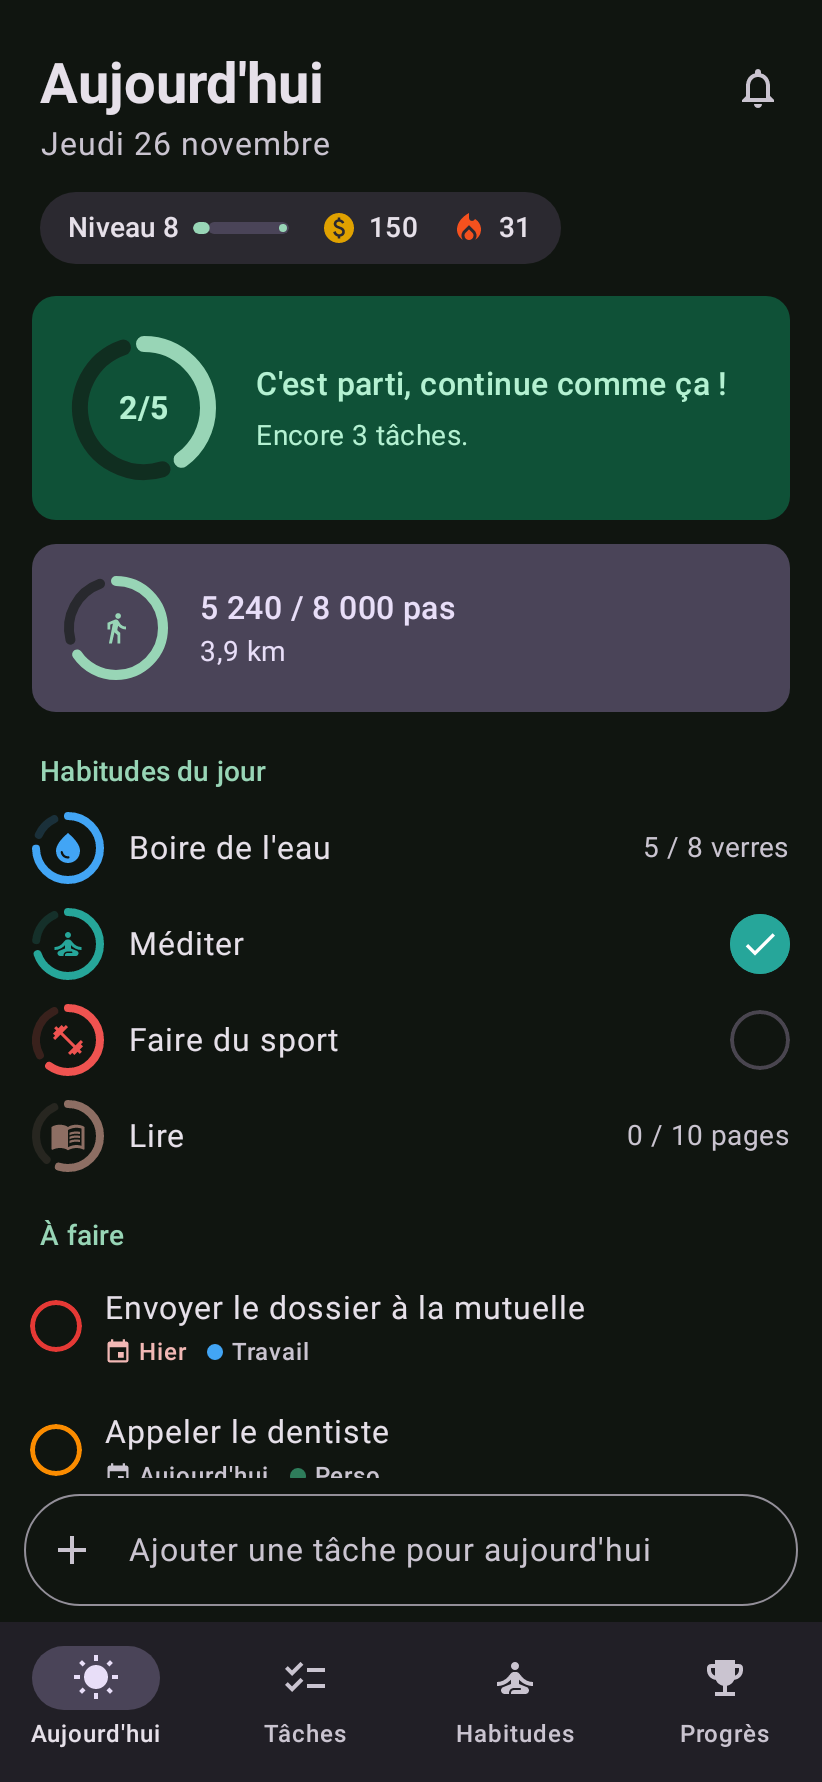 Aujourd'hui
Jeudi 26 novembre
Niveau 8 150 31
2/5
C'est parti, continue comme ça !
Encore 3 tâches.
5 240 / 8 000 pas
3,9 km
Habitudes du jour
Boire de l'eau 5 / 8 verres
Méditer
Faire du sport
Lire 0 / 10 pages
À faire
Envoyer le dossier à la mutuelle
Hier Travail
Appeler le dentiste
Aujourd'hui Perso
Ajouter une tâche pour aujourd'hui
Aujourd'hui Tâches Habitudes Progrès